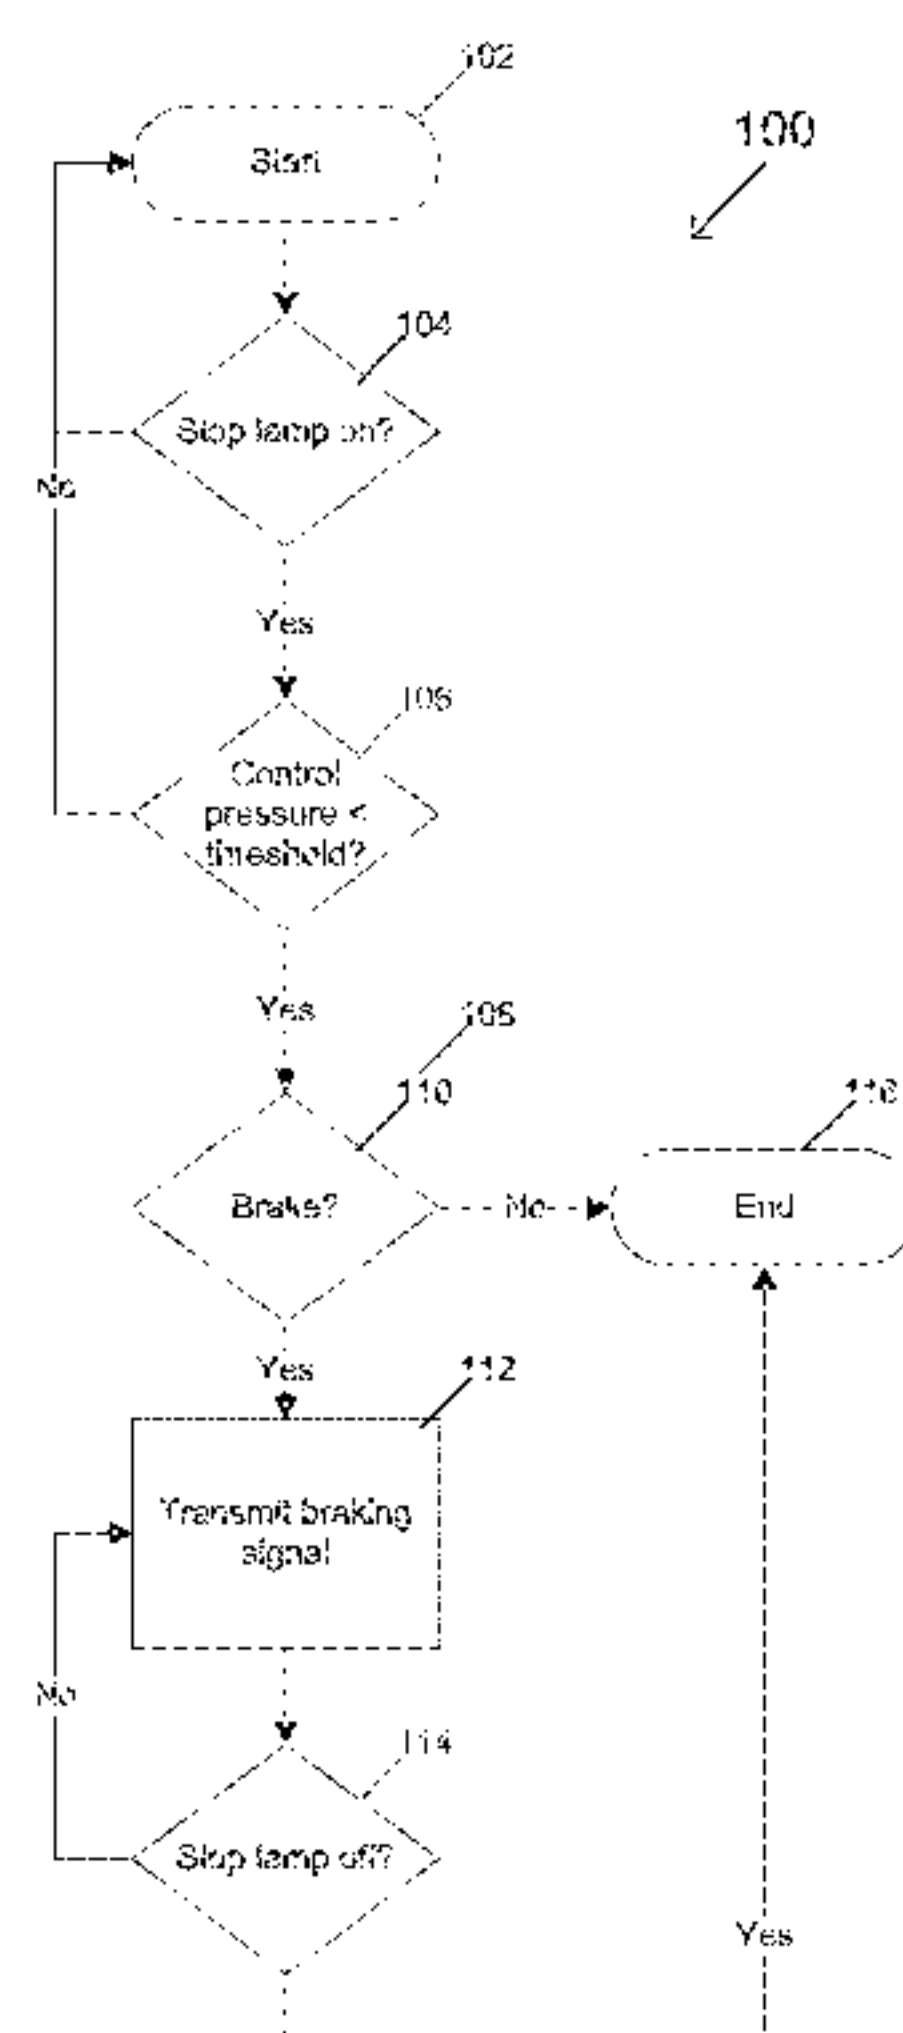 102
100
Start
104
Stop lamp on?
No
Yes
106
Control
pressure <
threshold?
Yes
108
110
116
Brake?
No
End
Yes
112
Transmit braking
signal
No
114
Stop lamp off?
Yes